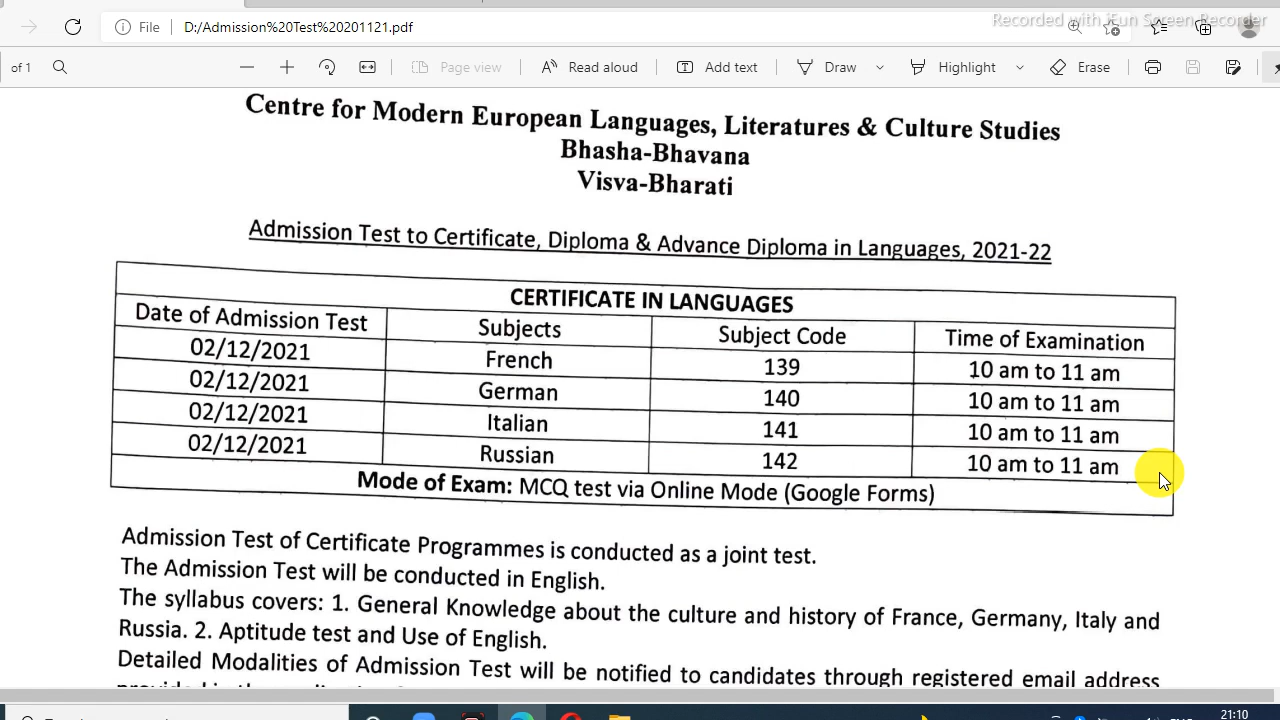 Recorded with iFun Screen Recorder
File D:/Admission%20Test%20201121.pdf
of 1 Page view Read aloud Add text Draw Highlight Erase
Centre for Modern European Languages, Literatures & Culture Studies
Bhasha-Bhavana
Visva-Bharati
Admission Test to Certificate, Diploma & Advance Diploma in Languages, 2021-22
CERTIFICATE IN LANGUAGES
Date of Admission Test Subjects Subject Code Time of Examination
02/12/2021 French 139 10 am to 11 am
02/12/2021 German 140 10 am to 11 am
02/12/2021 Italian 141 10 am to 11 am
02/12/2021 Russian 142 10 am to 11 am
Mode of Exam: MCQ test via Online Mode (Google Forms)
Admission Test of Certificate Programmes is conducted as a joint test.
The Admission Test will be conducted in English.
The syllabus covers: 1. General Knowledge about the culture and history of France, Germany, Italy and
Russia. 2. Aptitude test and Use of English.
Detailed Modalities of Admission Test will be notified to candidates through registered email address
21:10